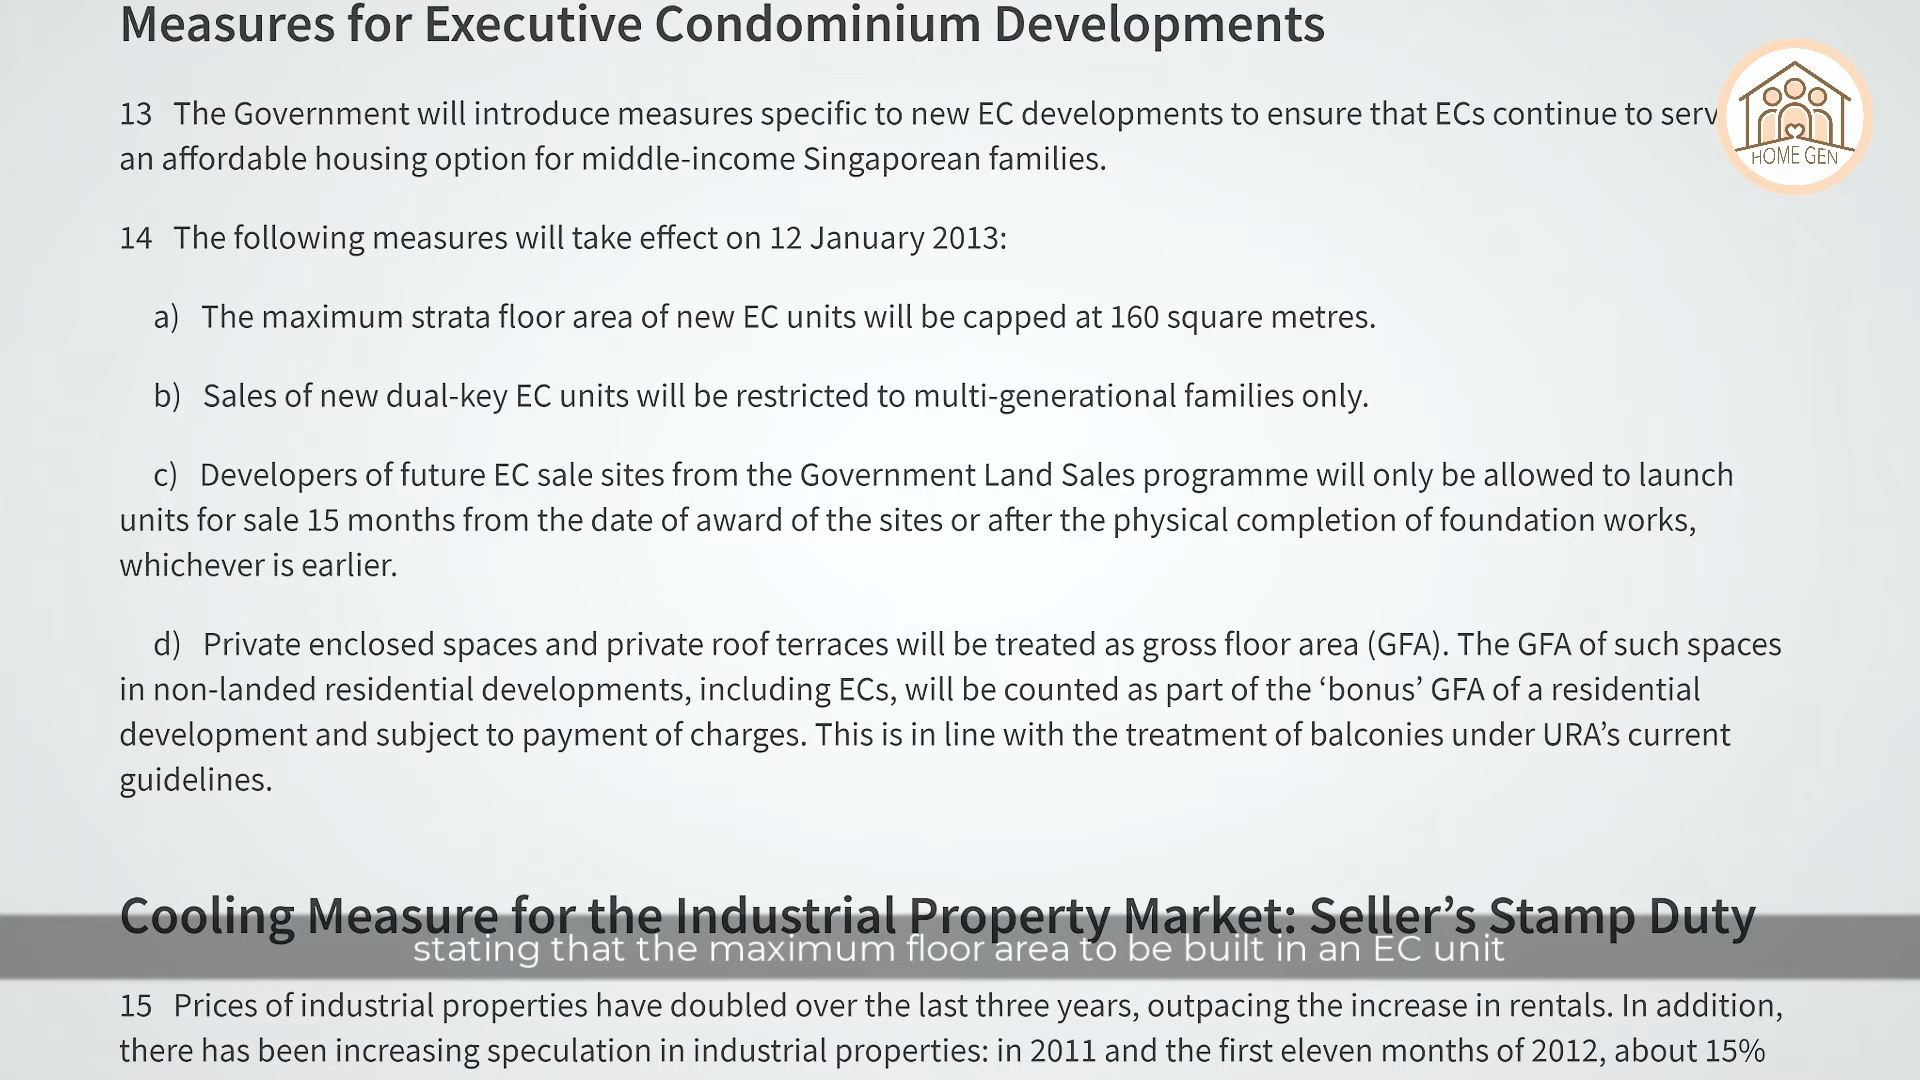 Measures for Executive Condominium Developments
13 The Government will introduce measures specific to new EC developments to ensure that ECs continue to serv
an affordable housing option for middle-income Singaporean families.
HOME GEN
14 The following measures will take effect on 12 January 2013:
a) The maximum strata floor area of new EC units will be capped at 160 square metres.
b) Sales of new dual-key EC units will be restricted to multi-generational families only.
c) Developers of future EC sale sites from the Government Land Sales programme will only be allowed to launch
units for sale 15 months from the date of award of the sites or after the physical completion of foundation works,
whichever is earlier.
d) Private enclosed spaces and private roof terraces will be treated as gross floor area (GFA). The GFA of such spaces
in non-landed residential developments, including ECs, will be counted as part of the ‘bonus’ GFA of a residential
development and subject to payment of charges. This is in line with the treatment of balconies under URA’s current
guidelines.
Cooling Measure for the Industrial Property Market: Seller’s Stamp Duty
stating that the maximum floor area to be built in an EC unit
15 Prices of industrial properties have doubled over the last three years, outpacing the increase in rentals. In addition,
there has been increasing speculation in industrial properties: in 2011 and the first eleven months of 2012, about 15%